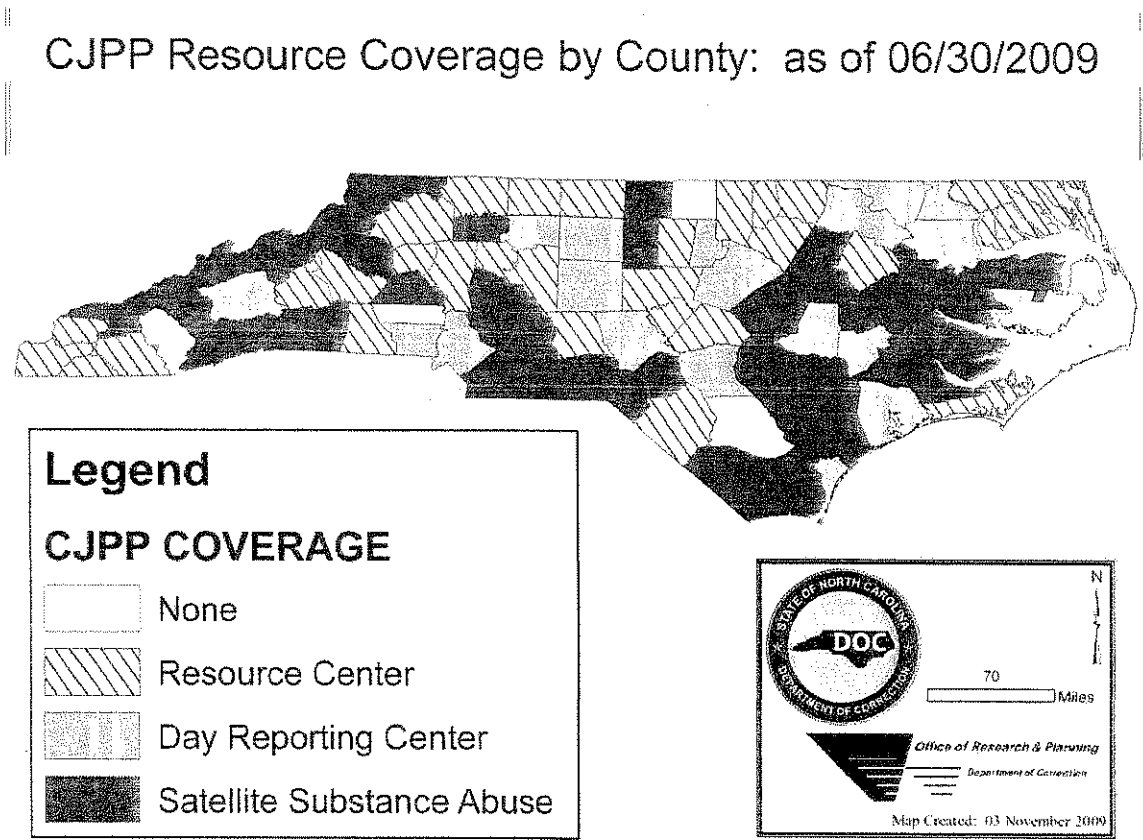 CJPP Resource Coverage by County: as of 06/30/2009
Legend
CJPP COVERAGE
None
Resource Center
Day Reporting Center
Satellite Substance Abuse
STATE OF NORTH CAROLINA
DOC
DEPARTMENT OF CORRECTION
N
70
Miles
Office of Research & Planning
Department of Correction
Map Created: 03 November 2009